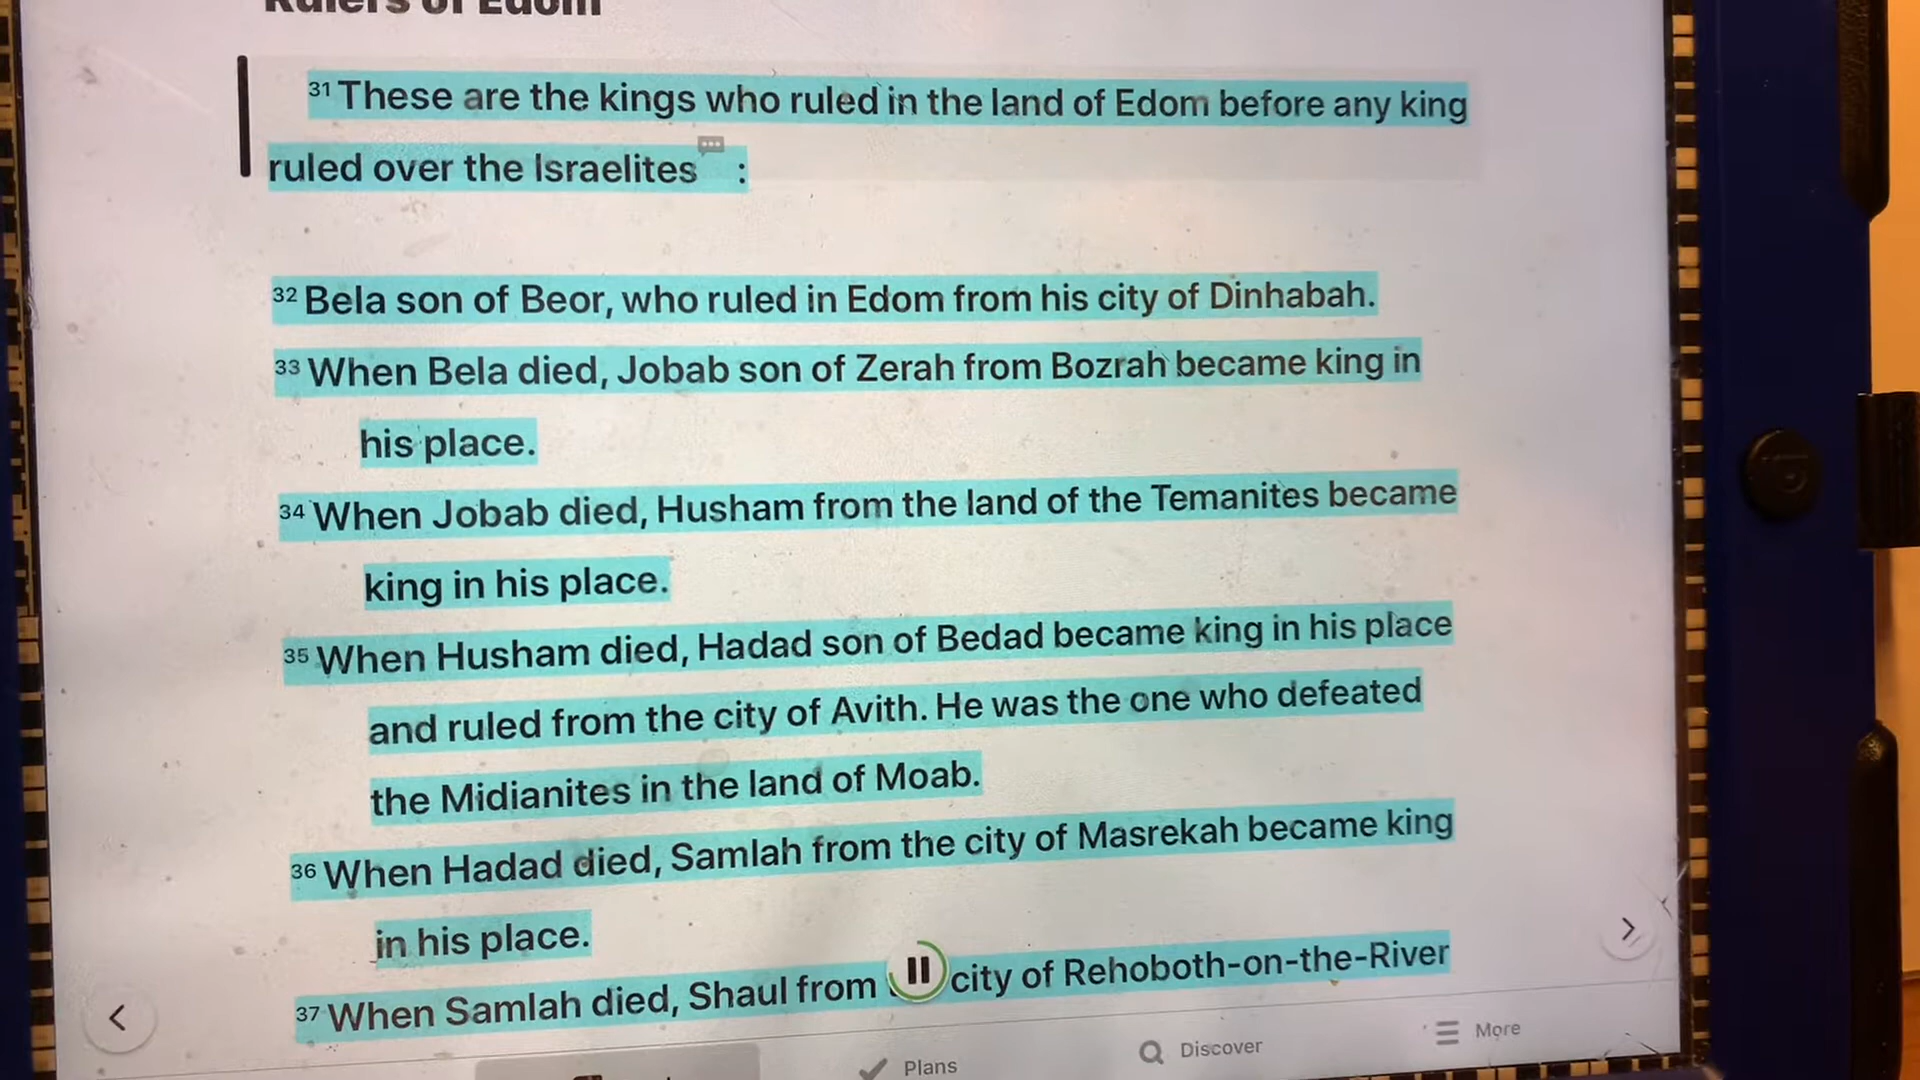 Rulers of Edom
31 These are the kings who ruled in the land of Edom before any king
ruled over the Israelites :
32 Bela son of Beor, who ruled in Edom from his city of Dinhabah.
33 When Bela died, Jobab son of Zerah from Bozrah became king in
his place.
34 When Jobab died, Husham from the land of the Temanites became
king in his place.
35 When Husham died, Hadad son of Bedad became king in his place
and ruled from the city of Avith. He was the one who defeated
the Midianites in the land of Moab.
36 When Hadad died, Samlah from the city of Masrekah became king
in his place.
37 When Samlah died, Shaul from city of Rehoboth-on-the-River
Plans
Discover
More